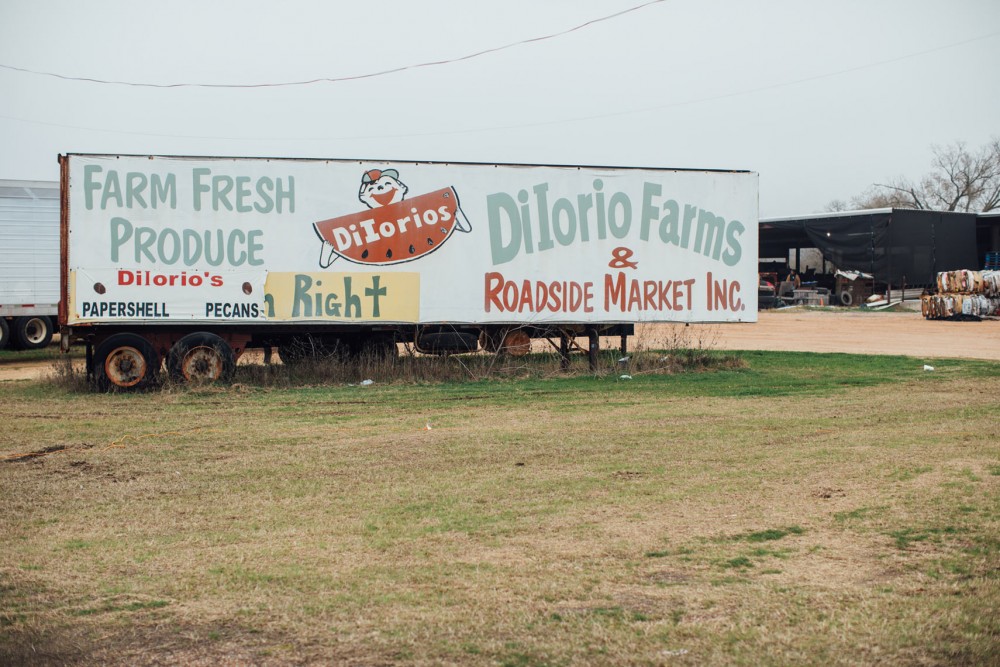 FARM FRESH
PRODUCE
DiIorio's
PAPERSHELL PECANS
Right
DiIorios
DiIorio Farms
&
ROADSIDE MARKET INC.